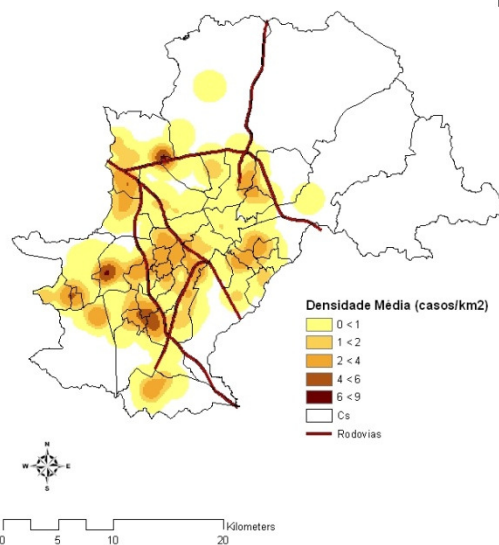 Densidade Média (casos/km2)
0 < 1
1 < 2
2 < 4
4 < 6
6 < 9
Cs
Rodovias
N
W E
S
Kilometers
0 5 10 20